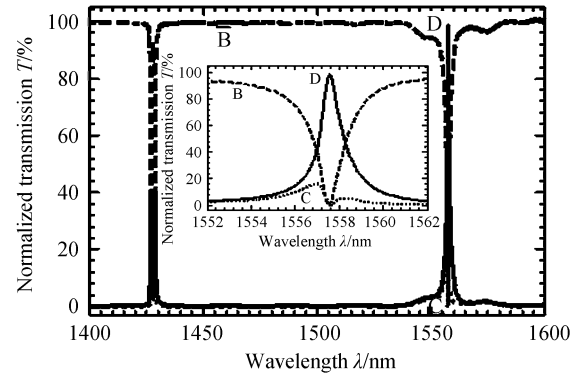 Normalized transmission T/%
100
80
60
40
20
0
B
D
C
Normalized transmission T/%
100
80
60
40
20
0
B
D
C
1552 1554 1556 1558 1560 1562
Wavelength λ/nm
1400 1450 1500 1550 1600
Wavelength λ/nm